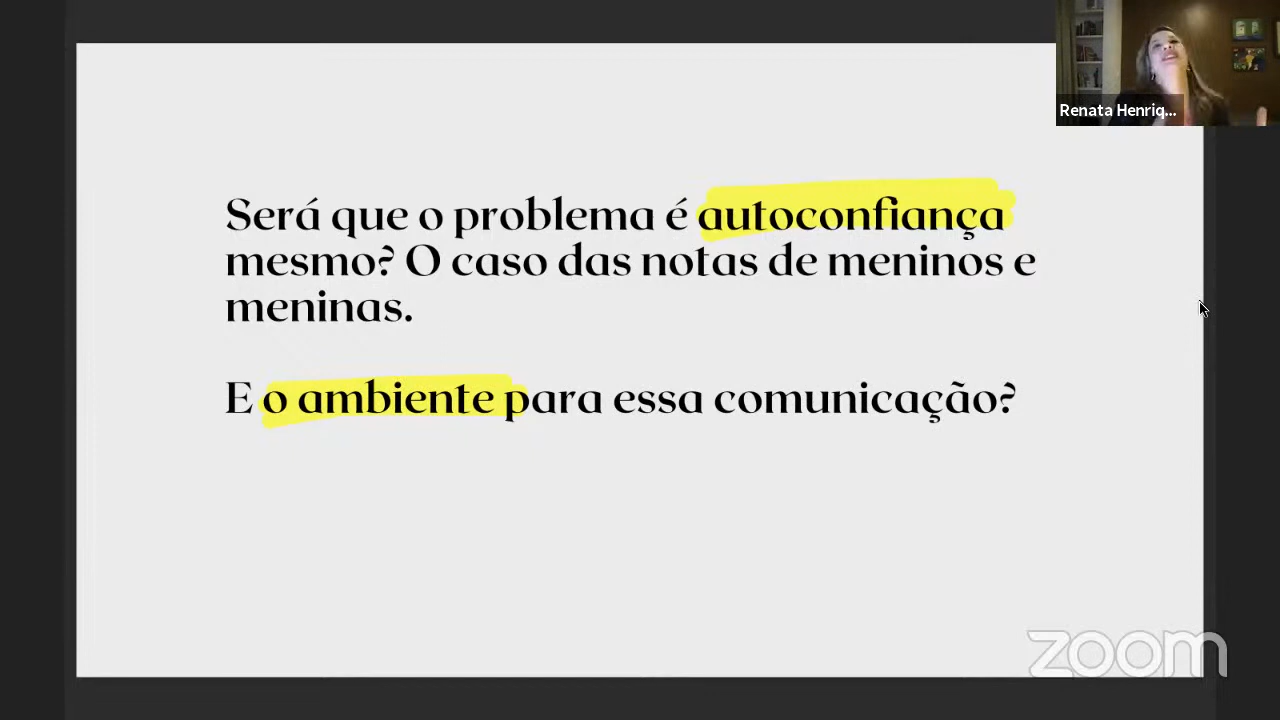 Renata Henriq...
Será que o problema é autoconfiança
mesmo? O caso das notas de meninos e
meninas.
E o ambiente para essa comunicação?
zoom